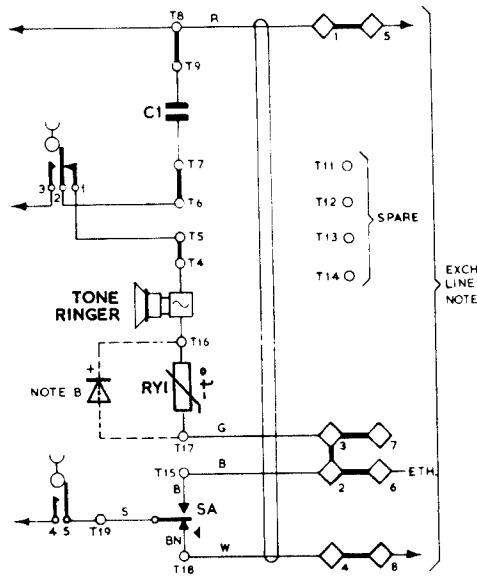 T8 R
1 5
T9
C1
T7
T11
3 2 1
T6
T12
SPARE
T5
T13
T4
T14
EXCH
LINE
NOTE
TONE
RINGER
T16
+
NOTE B
RY1
-t°
G
3 7
T17
T15 B
2 6 ETH.
B
SA
S
4 5 T19
BN
W
T18
4 8